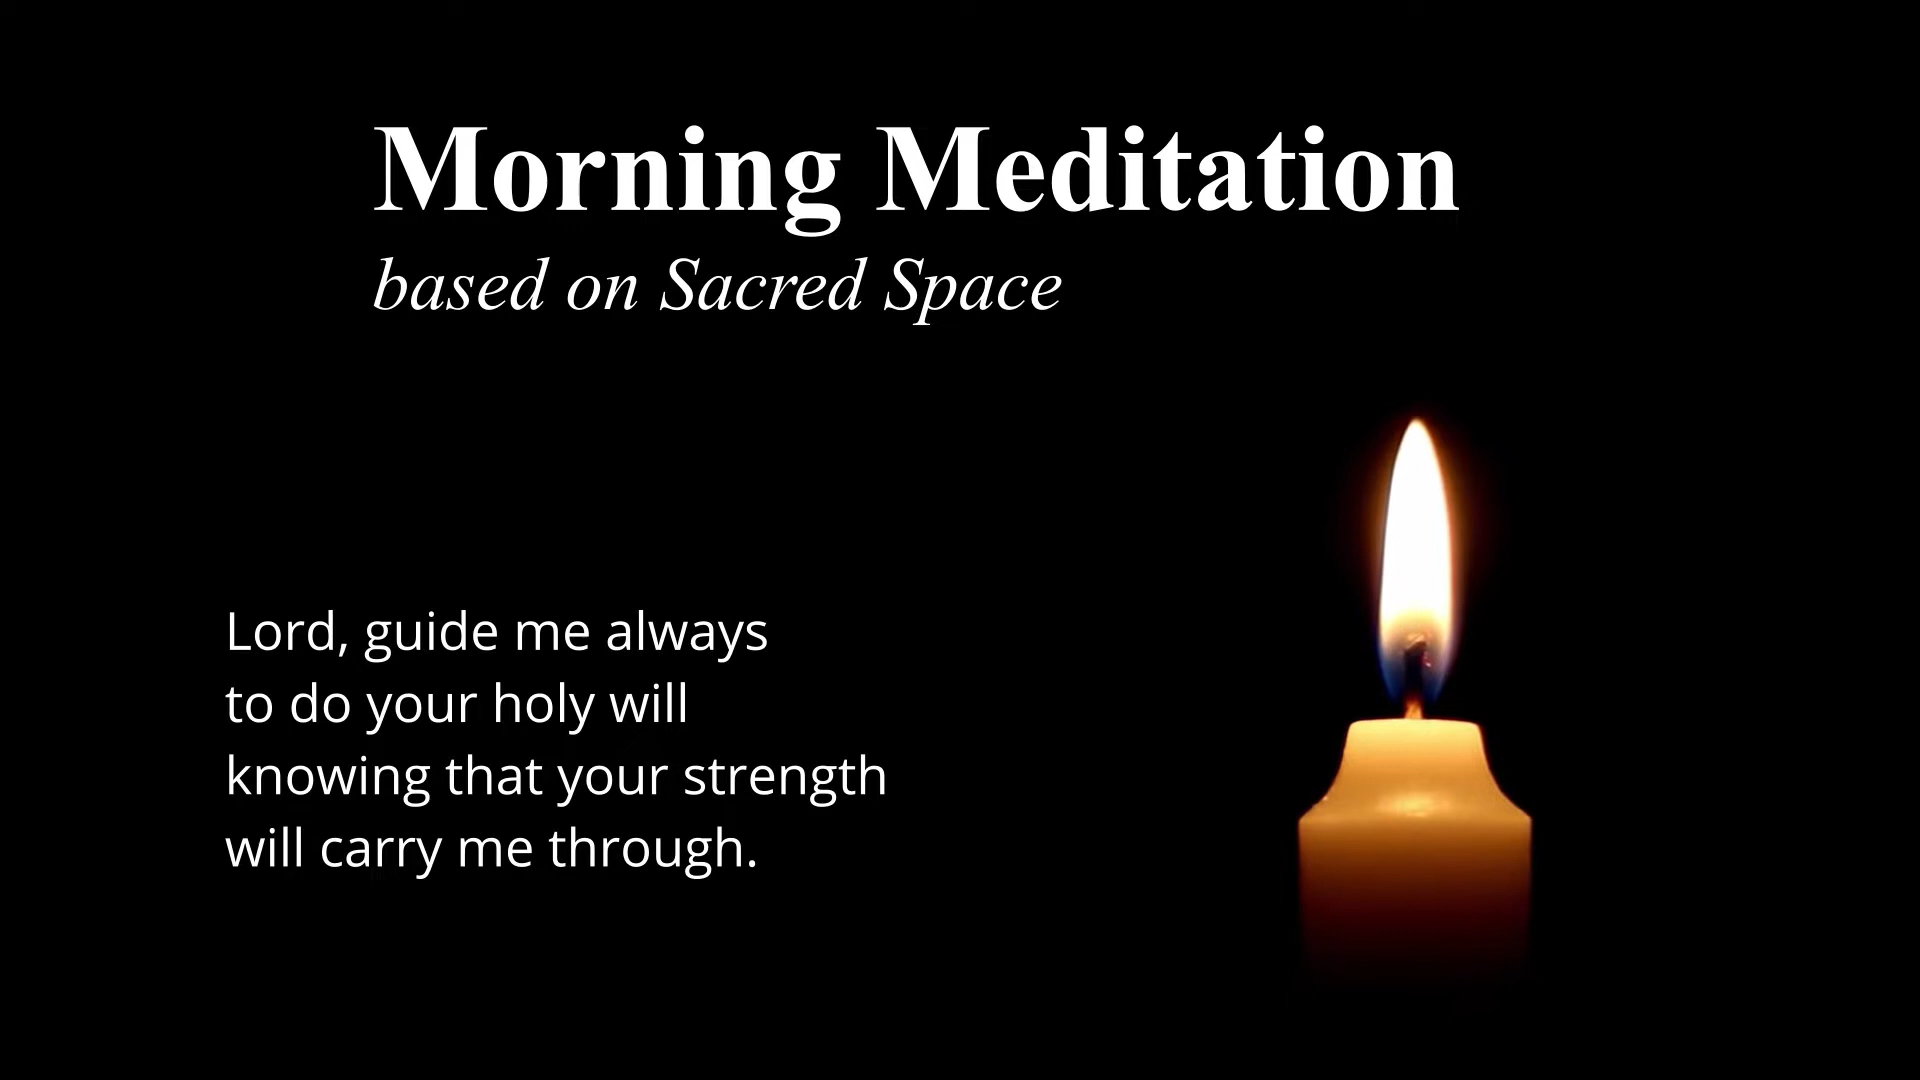 Morning Meditation
based on Sacred Space
Lord, guide me always
to do your holy will
knowing that your strength
will carry me through.